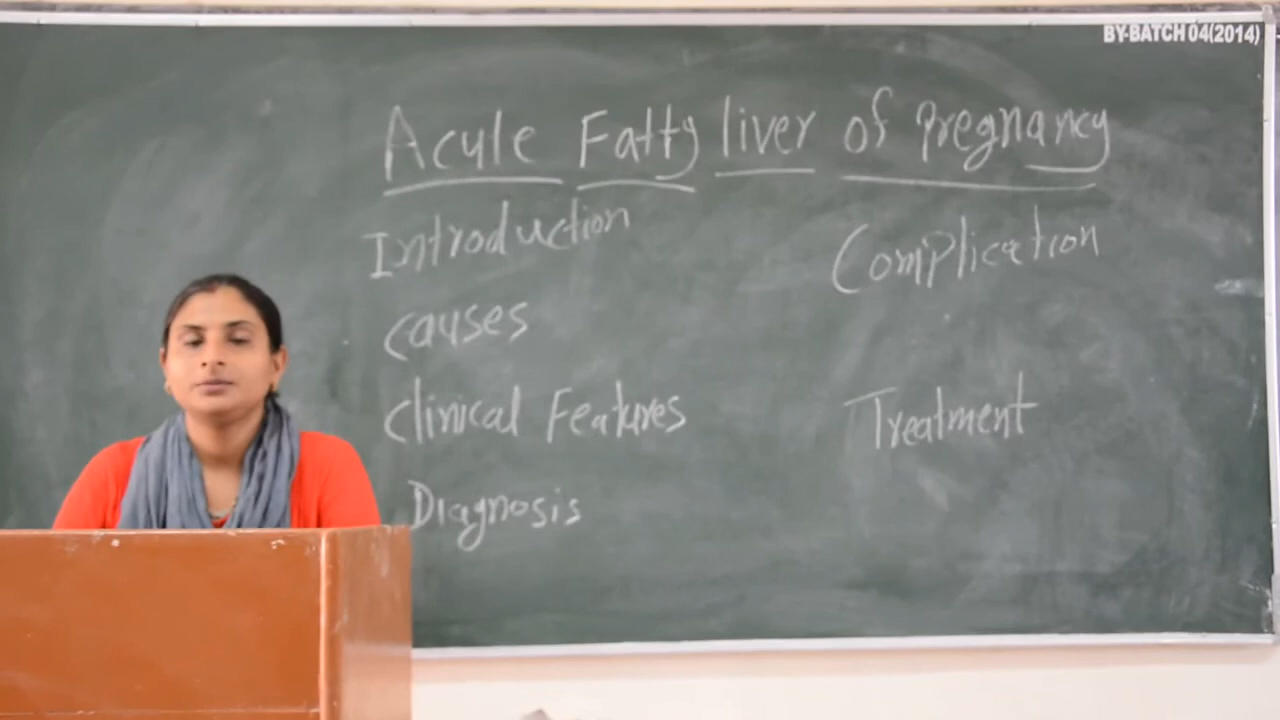 BY-BATCH 04(2014)
Acute Fatty liver of Pregnancy
Introduction
Causes
Clinical Features
Diagnosis
Complication
Treatment